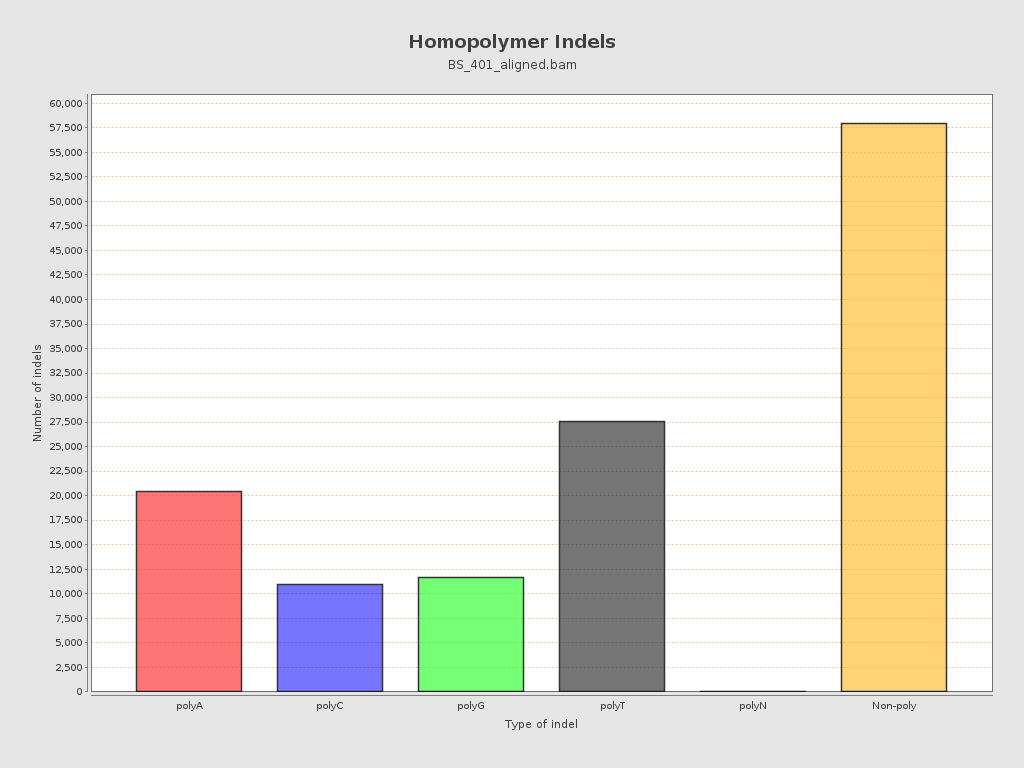 Homopolymer Indels
BS_401_aligned.bam
60,000
57,500
55,000
52,500
50,000
47,500
45,000
42,500
40,000
37,500
35,000
32,500
30,000
27,500
25,000
22,500
20,000
17,500
15,000
12,500
10,000
7,500
5,000
2,500
0
Number of indels
polyA
polyC
polyG
polyT
polyN
Non-poly
Type of indel